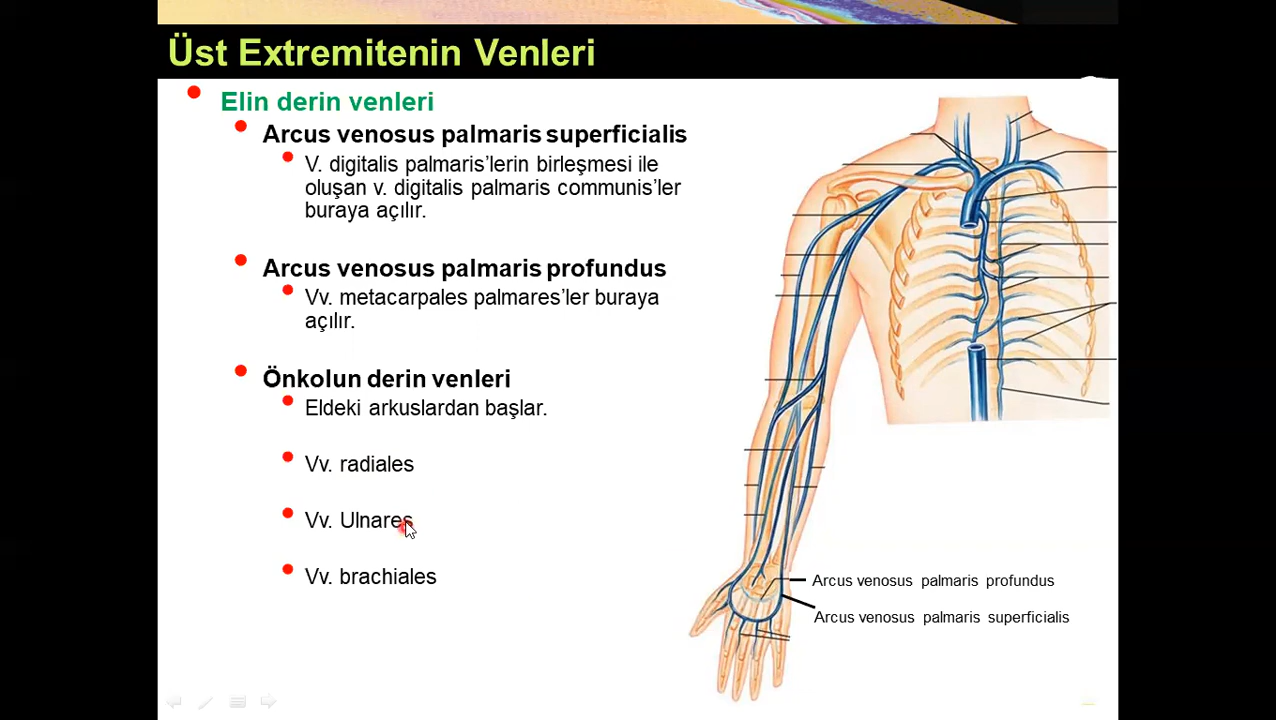 Üst Extremitenin Venleri
Elin derin venleri
Arcus venosus palmaris superficialis
V. digitalis palmaris’lerin birleşmesi ile
oluşan v. digitalis palmaris communis’ler
buraya açılır.
Arcus venosus palmaris profundus
Vv. metacarpales palmares’ler buraya
açılır.
Önkolun derin venleri
Eldeki arkuslardan başlar.
Vv. radiales
Vv. Ulnares
Vv. brachiales
Arcus venosus palmaris profundus
Arcus venosus palmaris superficialis